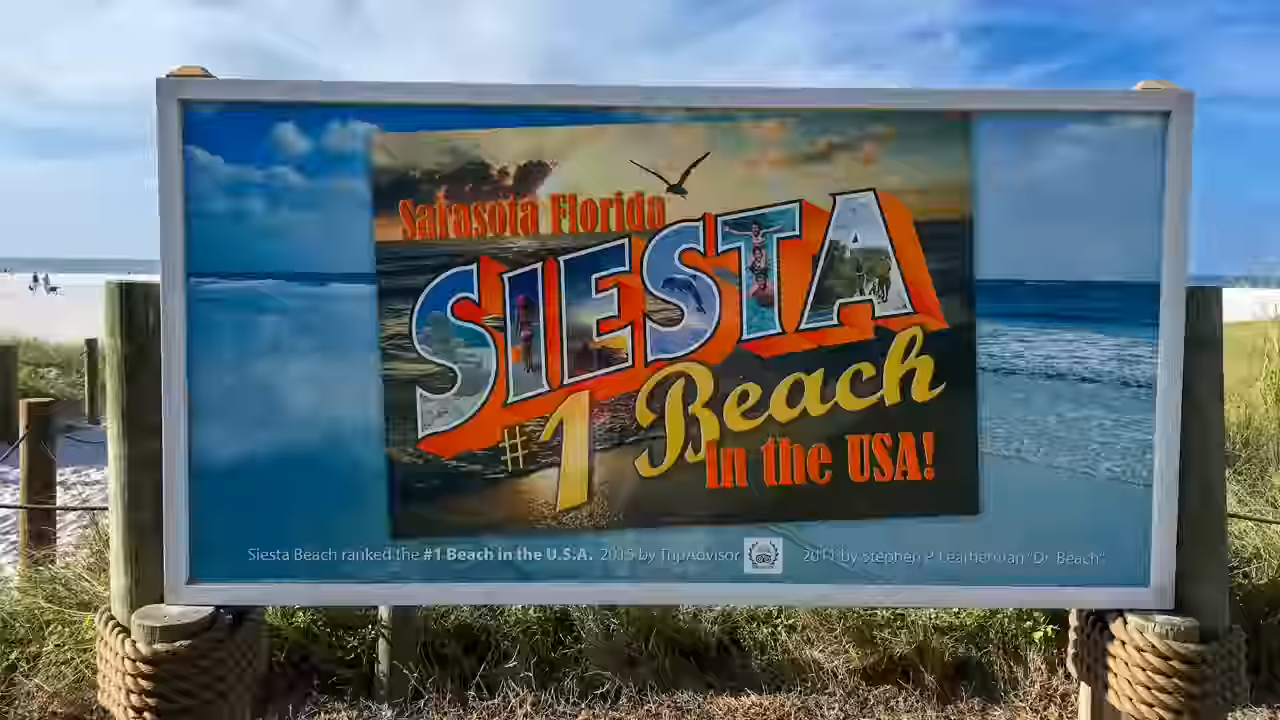 Sarasota Florida
SIESTA
#1 Beach
In the USA!
Siesta Beach ranked the #1 Beach in the U.S.A. 2015 by TripAdvisor 2011 by Stephen P. Leatherman "Dr. Beach"